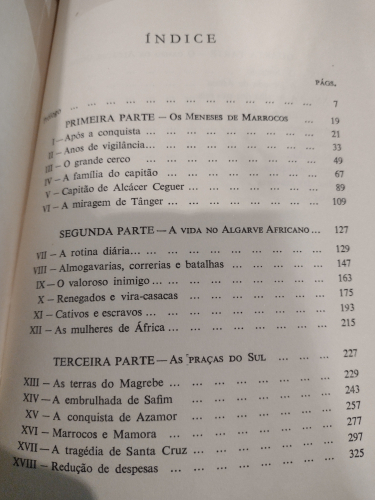 ÍNDICE
PÁGS.
Prólogo ... ... ... ... ... ... ... ... ... ... ... ... 7
PRIMEIRA PARTE — OS MENESES DE MARROCOS ... 19
I — Após a conquista ... ... ... ... ... ... ... ... 21
II — Anos de vigilância... ... ... ... ... ... ... ... 33
III — O grande cerco ... ... ... ... ... ... ... ... 49
IV — A família do capitão ... ... ... ... ... ... ... 67
V — Capitão de Alcácer Ceguer ... ... ... ... ... ... 89
VI — A miragem de Tânger ... ... ... ... ... ... ... 109
SEGUNDA PARTE — A VIDA NO ALGARVE AFRICANO ... 127
VII — A rotina diária... ... ... ... ... ... ... ... ... 129
VIII — Almogavarias, correrias e batalhas ... ... ... ... 147
IX — O valoroso inimigo ... ... ... ... ... ... ... 163
X — Renegados e vira-casacas ... ... ... ... ... ... 175
XI — Cativos e escravos ... ... ... ... ... ... ... 193
XII — As mulheres de África ... ... ... ... ... ... ... 215
TERCEIRA PARTE — AS PRAÇAS DO SUL ... ... ... 227
XIII — As terras do Magrebe ... ... ... ... ... ... 229
XIV — A embrulhada de Safim ... ... ... ... ... ... 243
XV — A conquista de Azamor ... ... ... ... ... ... 257
XVI — Marrocos e Mamora ... ... ... ... ... ... ... 277
XVII — A tragédia de Santa Cruz ... ... ... ... ... ... 297
XVIII — Redução de despesas ... ... ... ... ... ... ... 325